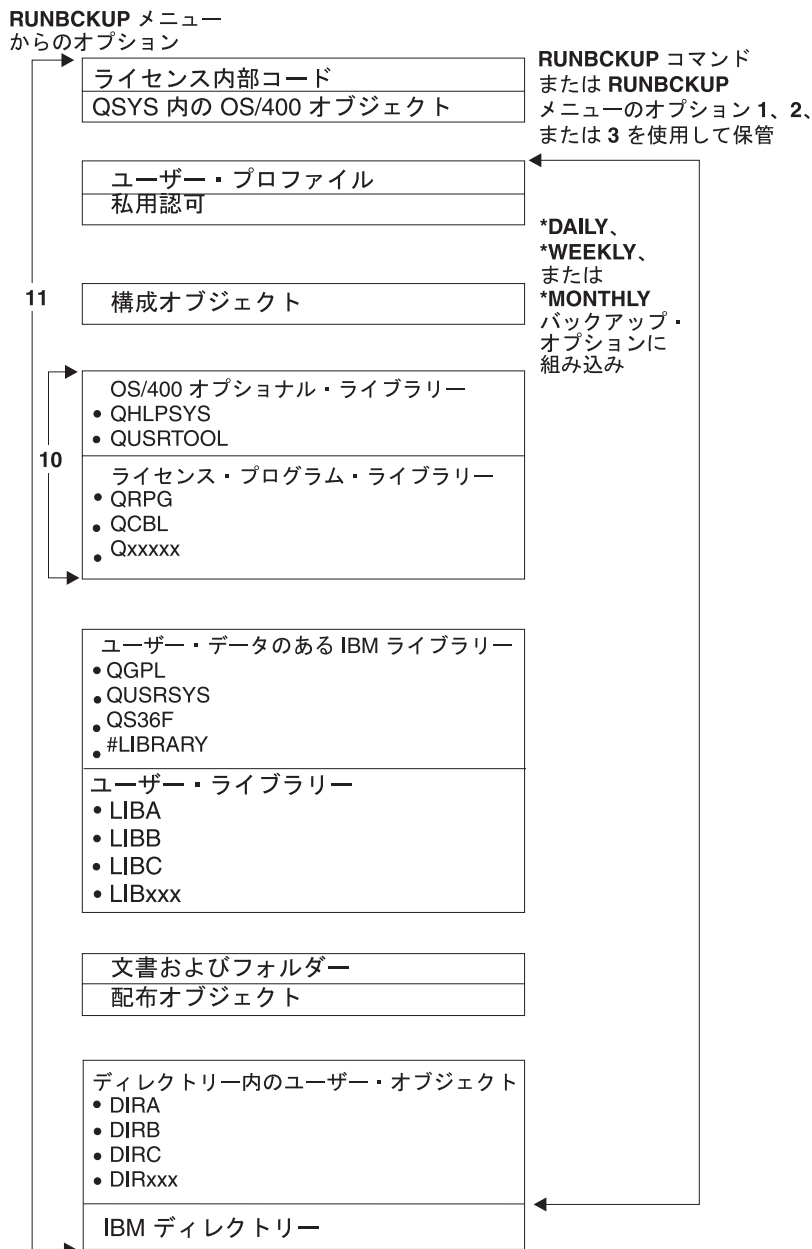 RUNBCKUP メニュー
からのオプション
RUNBCKUP コマンド
または RUNBCKUP
メニューのオプション 1、2、
または 3 を使用して保管
ライセンス内部コード
QSYS 内の OS/400 オブジェクト
ユーザー・プロファイル
私用認可
*DAILY、
*WEEKLY、
または
*MONTHLY
バックアップ・
オプションに
組み込み
11
構成オブジェクト
10
OS/400 オプショナル・ライブラリー
• QHLPSYS
• QUSRTOOL
ライセンス・プログラム・ライブラリー
• QRPG
• QCBL
• Qxxxxx
ユーザー・データのある IBM ライブラリー
• QGPL
• QUSRSYS
• QS36F
• #LIBRARY
ユーザー・ライブラリー
• LIBA
• LIBB
• LIBC
• LIBxxx
文書およびフォルダー
配布オブジェクト
ディレクトリー内のユーザー・オブジェクト
• DIRA
• DIRB
• DIRC
• DIRxxx
IBM ディレクトリー